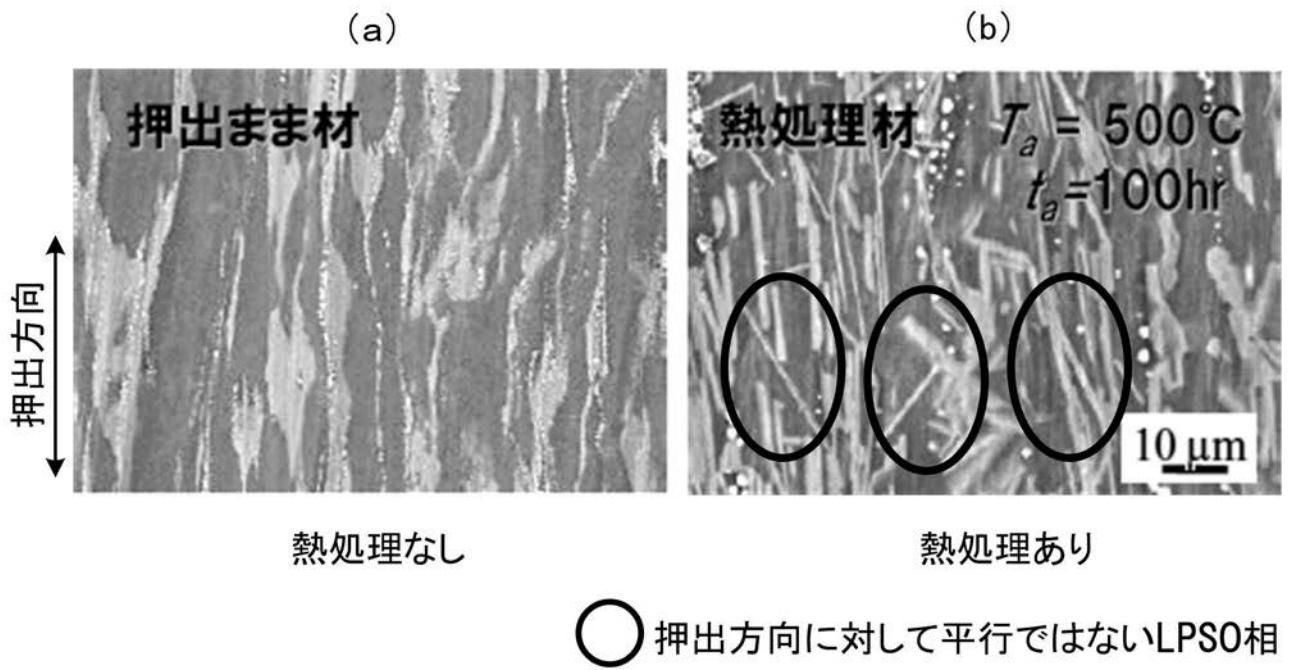 (a)
(b)
押出まま材
熱処理材 Ta = 500℃
ta=100hr
押出方向
10 μm
熱処理なし
熱処理あり
押出方向に対して平行ではないLPSO相